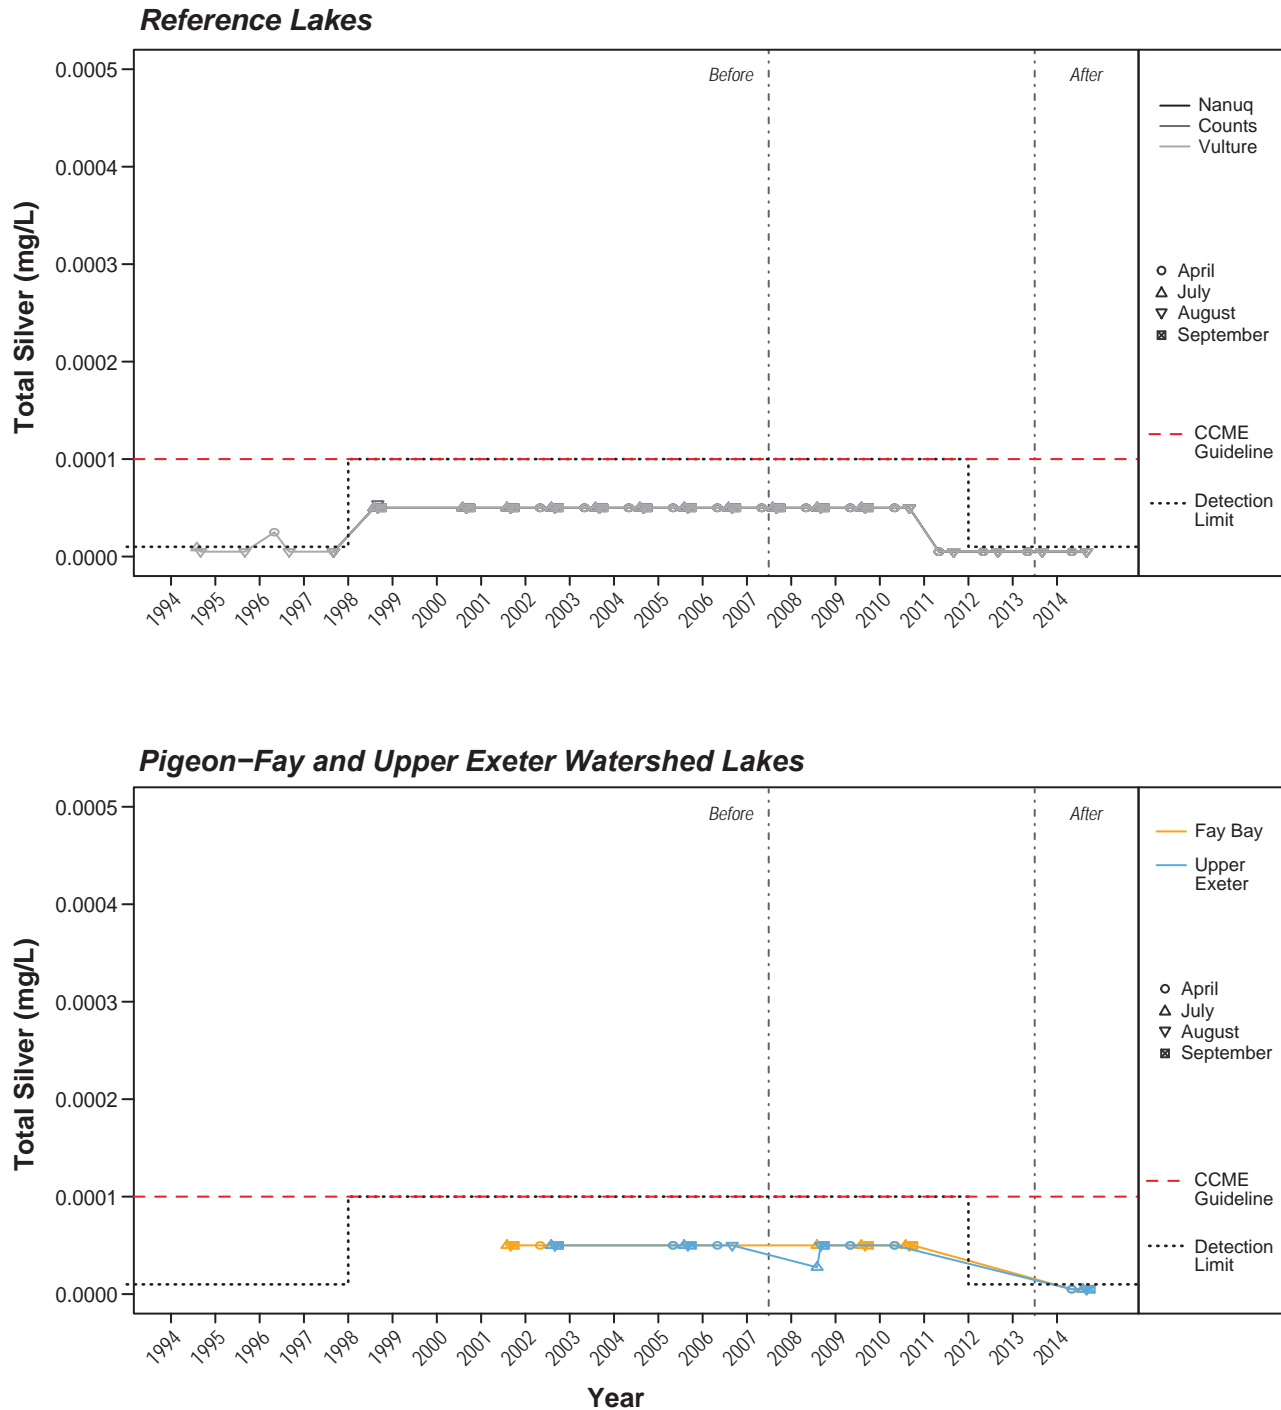 Reference Lakes
Total Silver (mg/L)
0.0005
0.0004
0.0003
0.0002
0.0001
0.0000
Before
After
Nanuq
Counts
Vulture
April
July
August
September
CCME
Guideline
Detection
Limit
1994
1995
1996
1997
1998
1999
2000
2001
2002
2003
2004
2005
2006
2007
2008
2009
2010
2011
2012
2013
2014
Pigeon−Fay and Upper Exeter Watershed Lakes
Total Silver (mg/L)
0.0005
0.0004
0.0003
0.0002
0.0001
0.0000
Before
After
Fay Bay
Upper
Exeter
April
July
August
September
CCME
Guideline
Detection
Limit
1994
1995
1996
1997
1998
1999
2000
2001
2002
2003
2004
2005
2006
2007
2008
2009
2010
2011
2012
2013
2014
Year